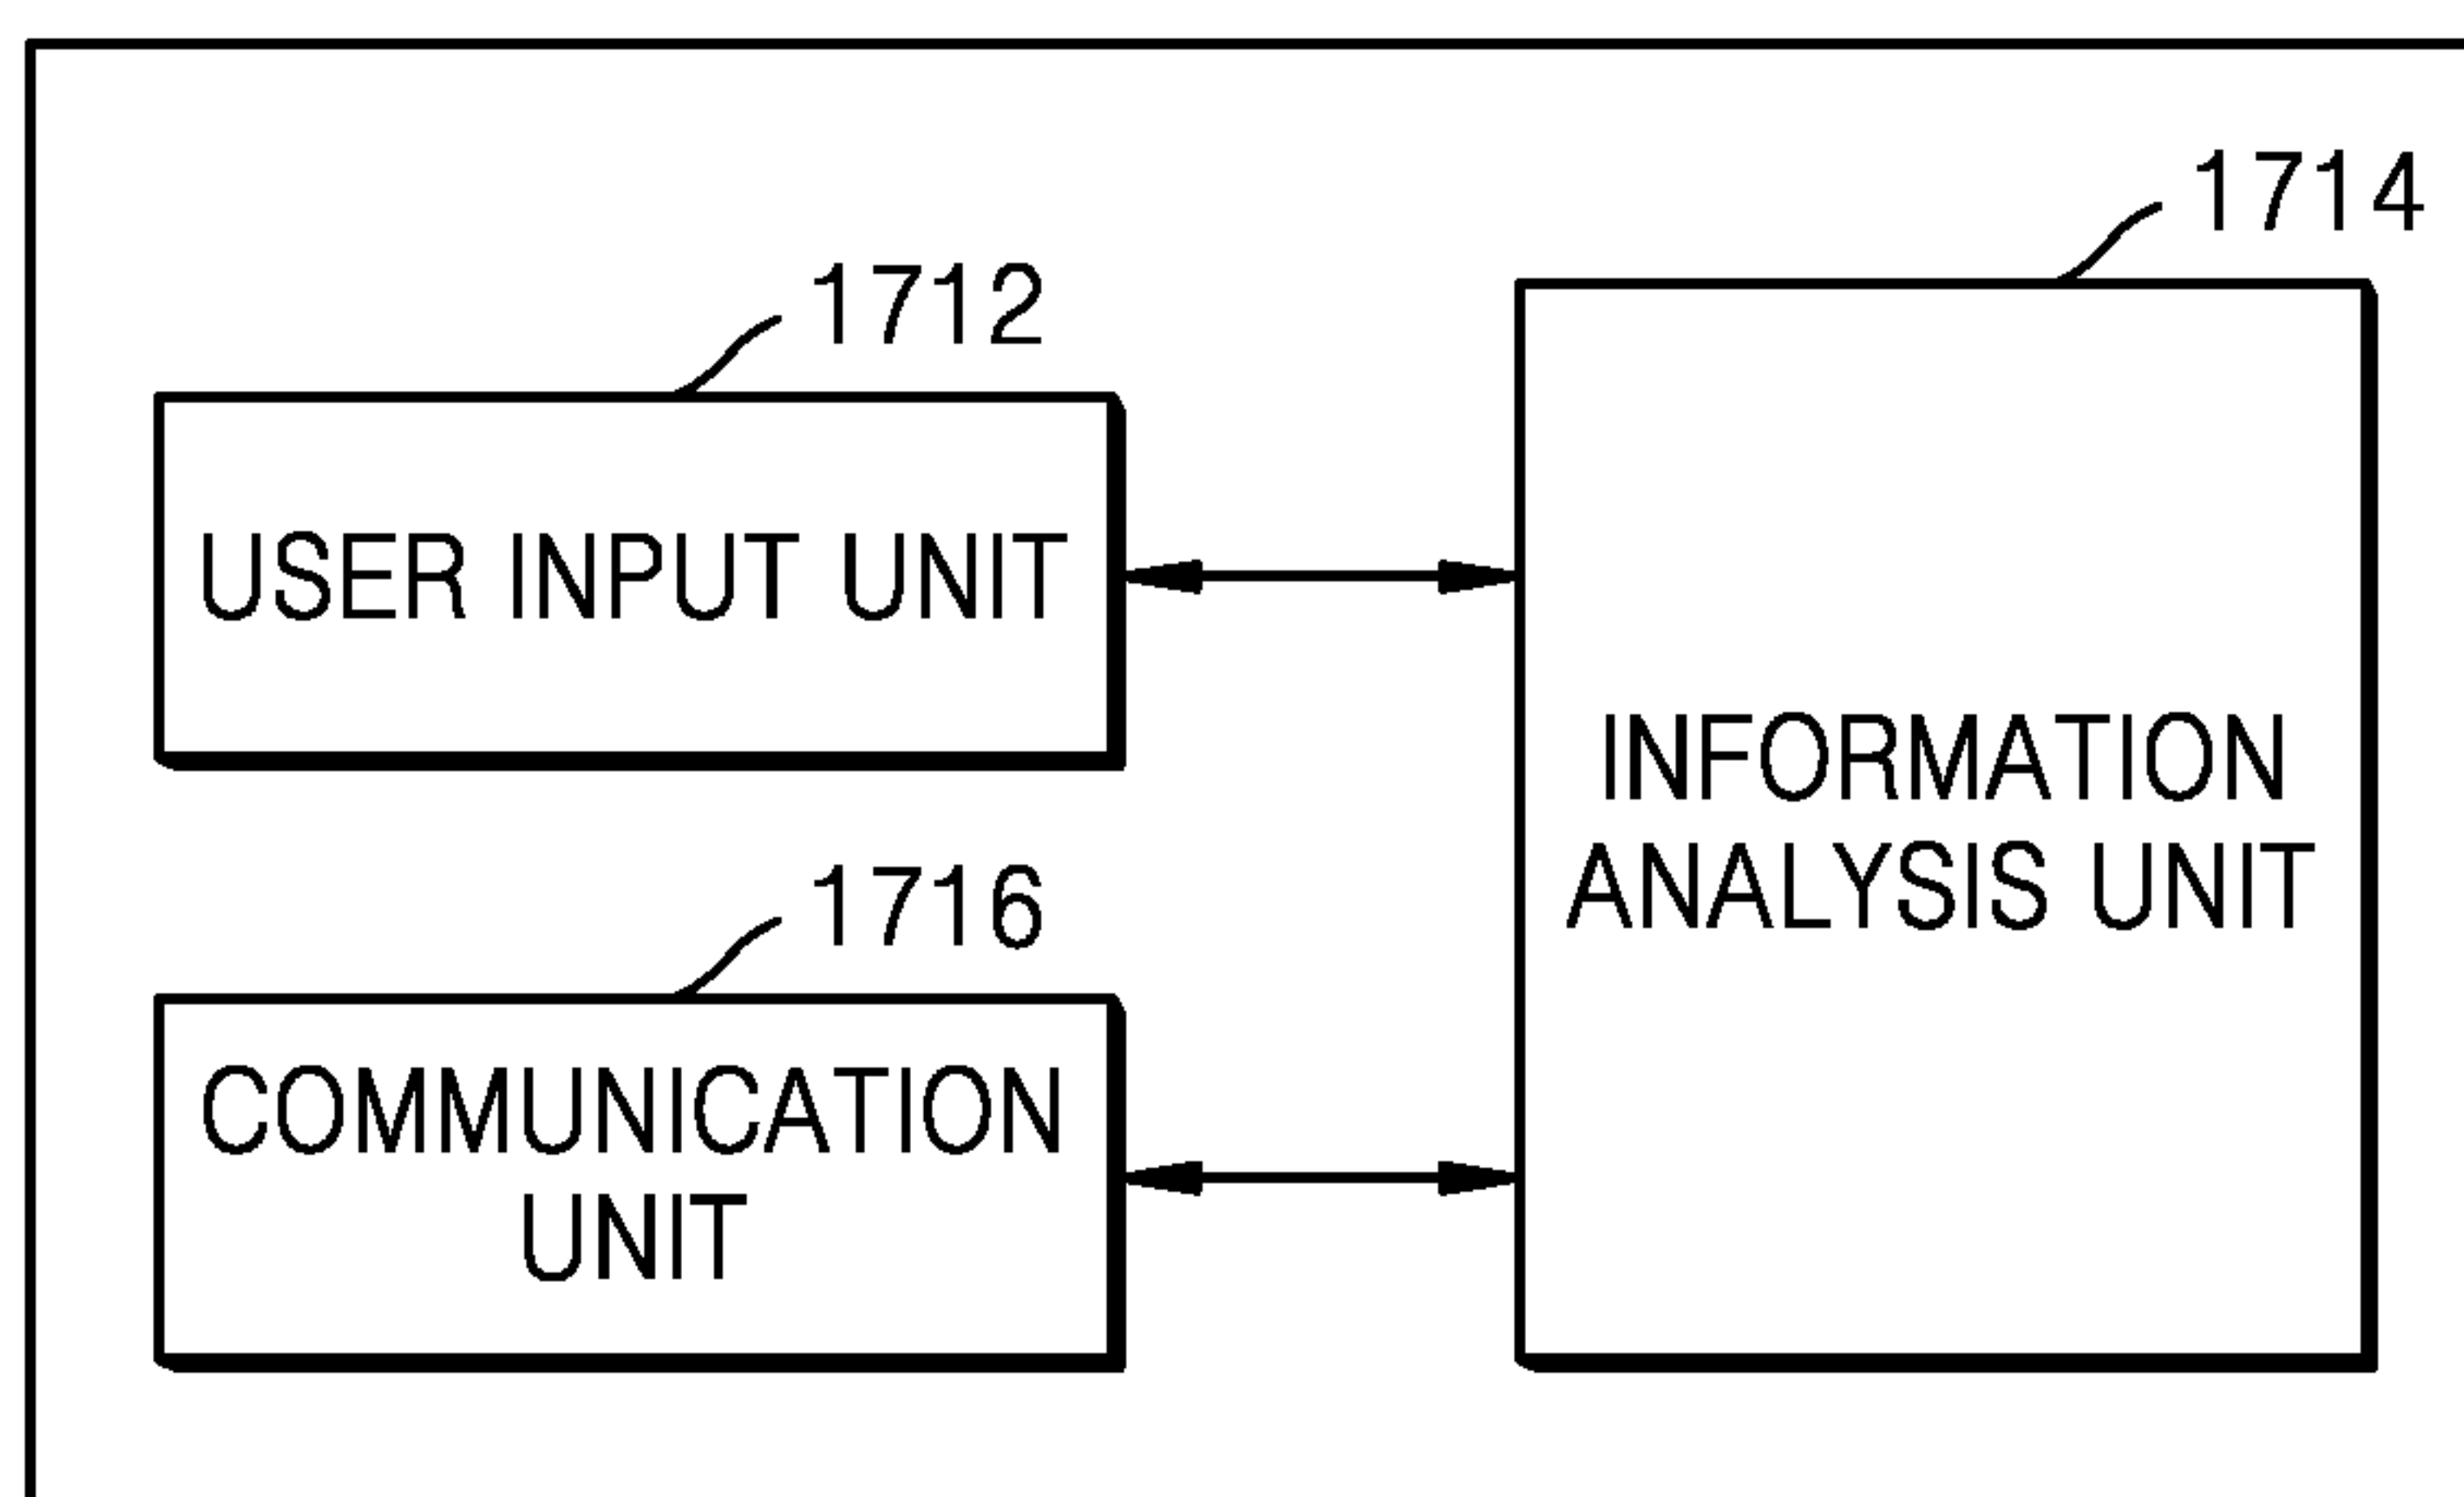 1714
1712
USER INPUT UNIT
INFORMATION
ANALYSIS UNIT
1716
COMMUNICATION
UNIT